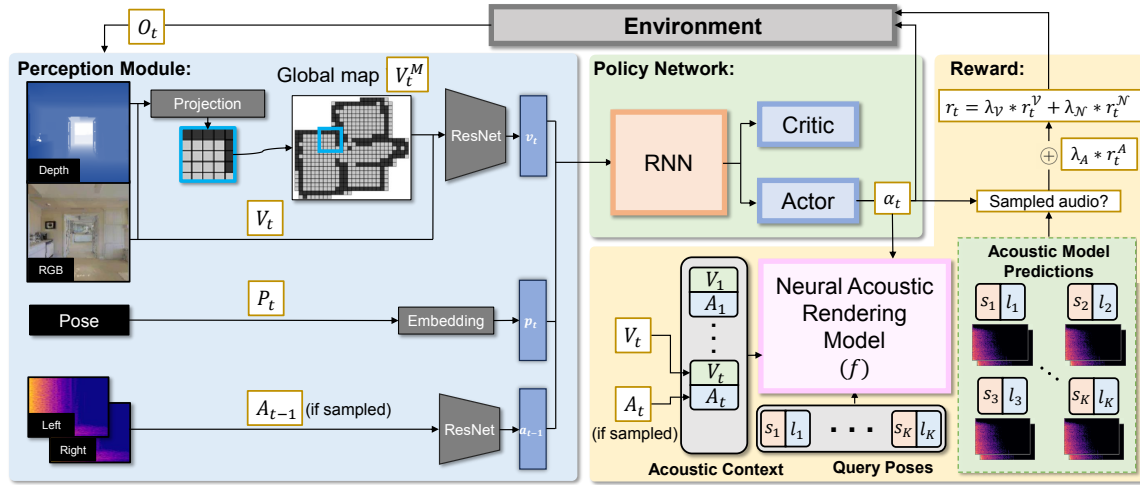 Environment
O_t
Perception Module:
Depth
RGB
Projection
Global map
V_t^M
V_t
ResNet
v_t
Pose
P_t
Embedding
p_t
Left
Right
A_{t-1} (if sampled)
ResNet
a_{t-1}
Policy Network:
RNN
Critic
Actor
α_t
Reward:
r_t = λ_𝒱 * r_t^𝒱 + λ_𝒩 * r_t^𝒩
⊕
λ_A * r_t^A
Sampled audio?
Acoustic Model
Predictions
s_1 l_1
s_2 l_2
s_3 l_3
s_K l_K
V_t
A_t
(if sampled)
V_1
A_1
V_t
A_t
Acoustic Context
Neural Acoustic
Rendering
Model
(f)
s_1 l_1 ··· s_K l_K
Query Poses